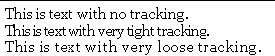 This is text with no tracking.
This is text with very tight tracking.
This is text with very loose tracking.